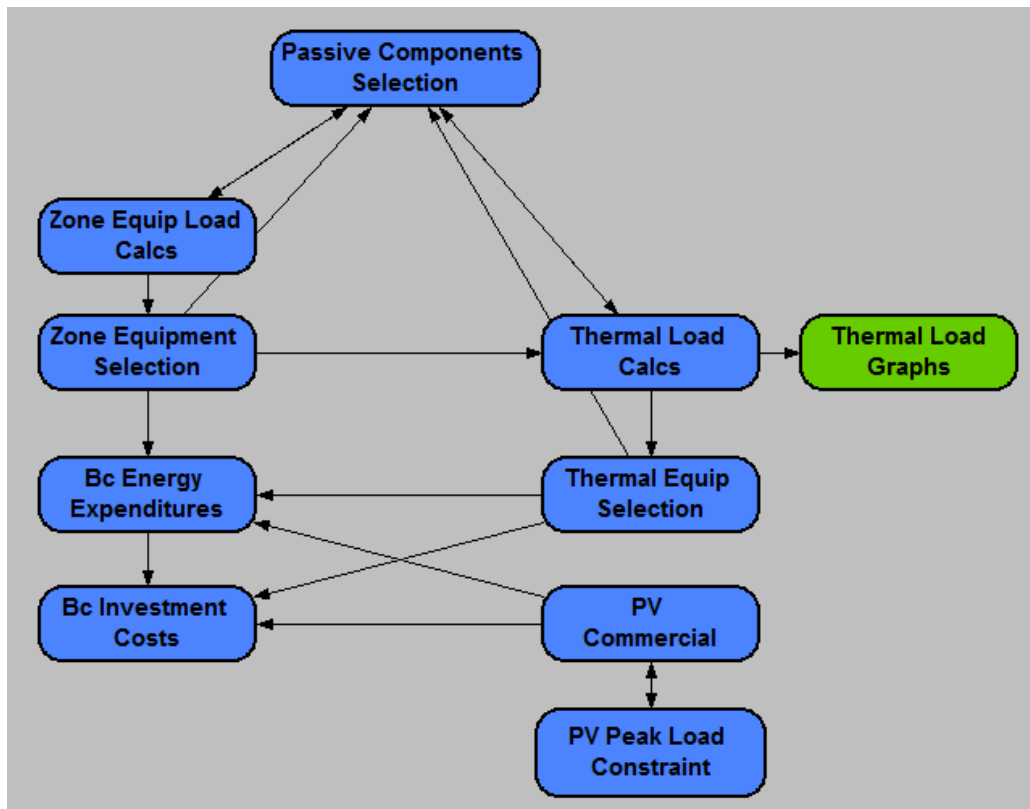 Passive Components
Selection
Zone Equip Load
Calcs
Zone Equipment
Selection
Thermal Load
Calcs
Thermal Load
Graphs
Bc Energy
Expenditures
Thermal Equip
Selection
Bc Investment
Costs
PV
Commercial
PV Peak Load
Constraint